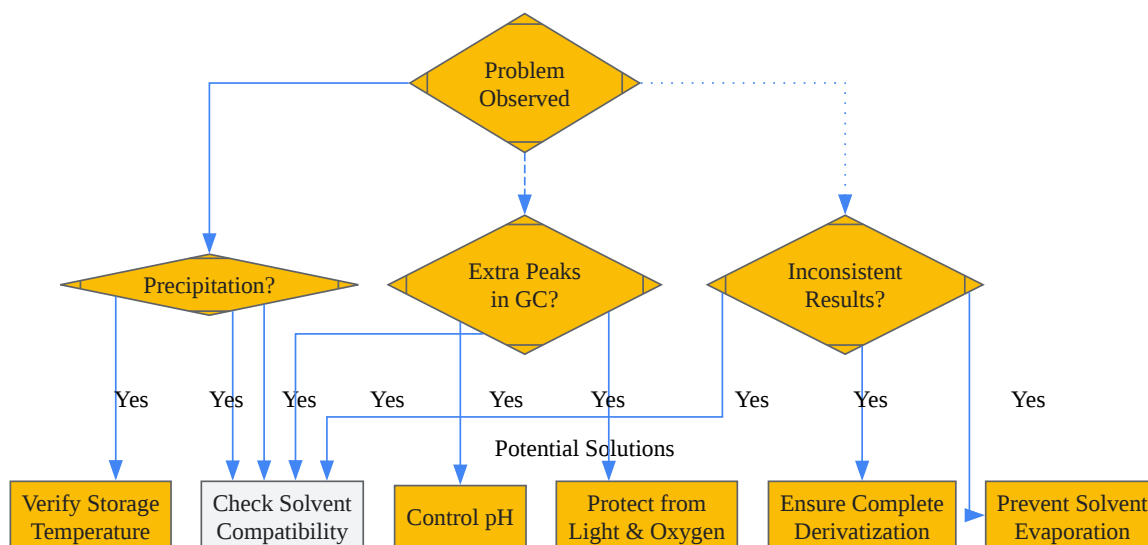 Problem
Observed
Precipitation?
Extra Peaks
in GC?
Inconsistent
Results?
Yes
Yes
Yes
Yes
Yes
Yes
Yes
Yes
Yes
Potential Solutions
Verify Storage
Temperature
Check Solvent
Compatibility
Control pH
Protect from
Light & Oxygen
Ensure Complete
Derivatization
Prevent Solvent
Evaporation